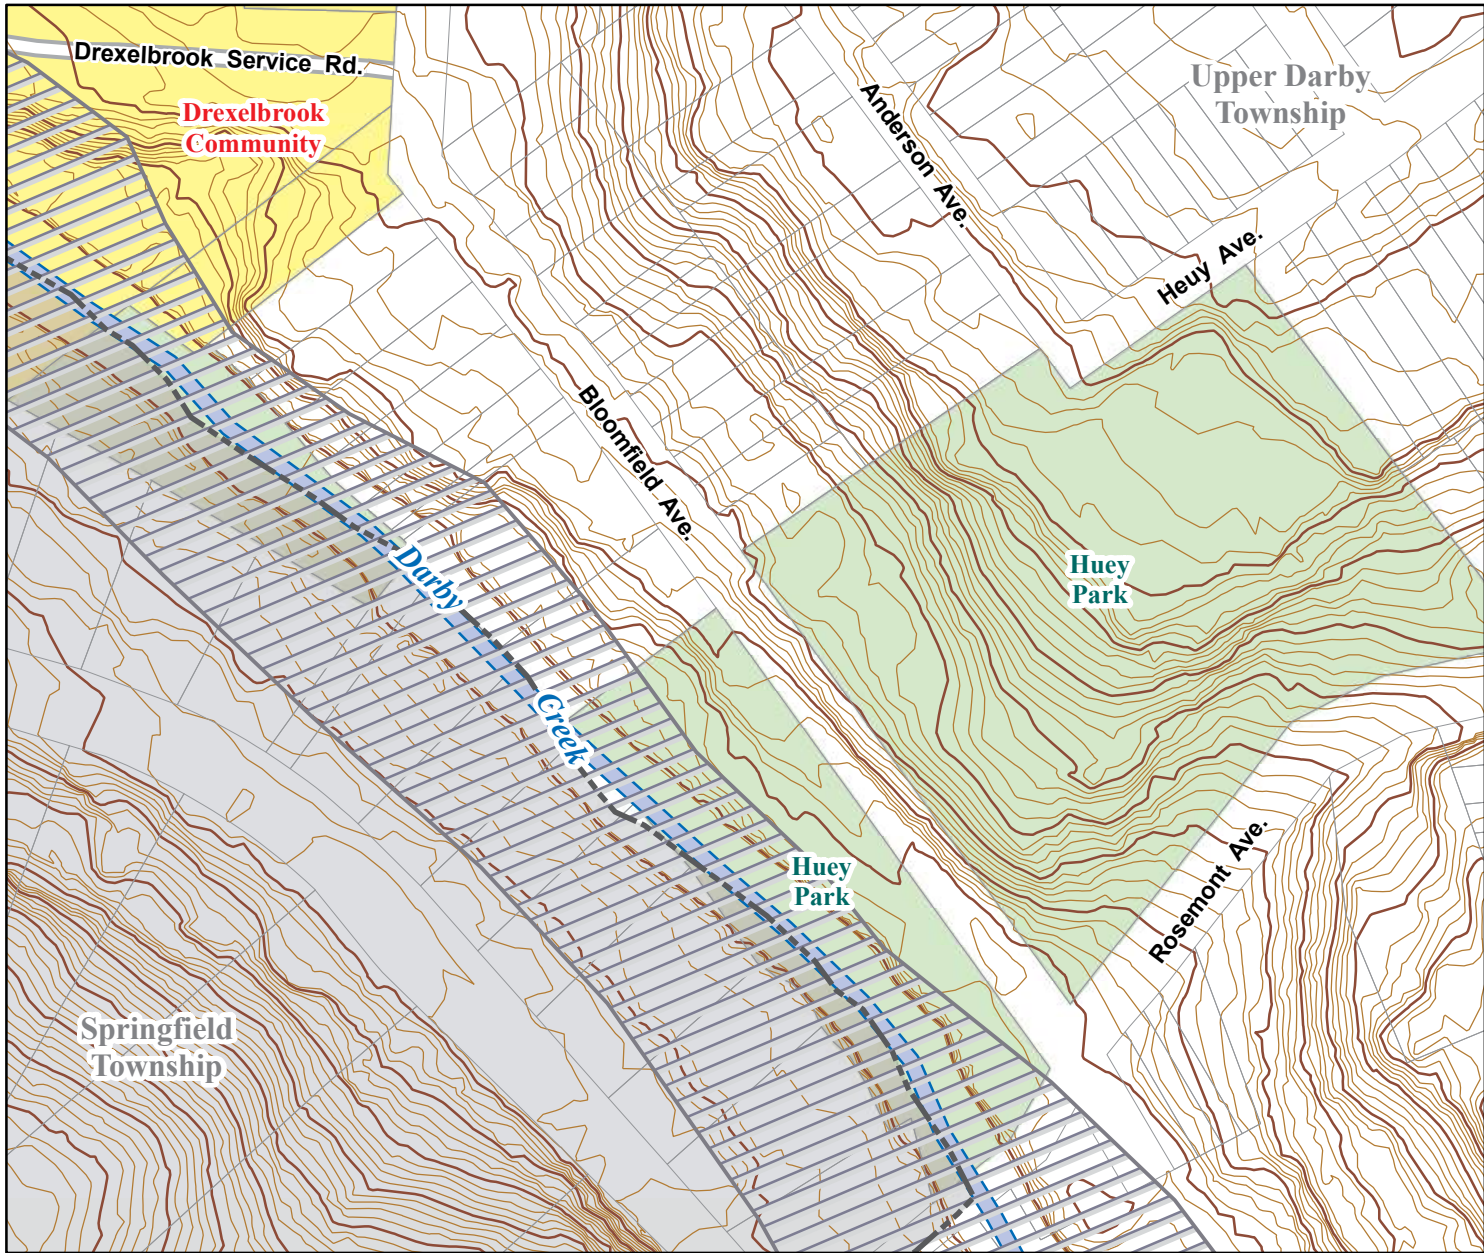 Drexelbrook Service Rd.
Drexelbrook
Community
Upper Darby
Township
Anderson Ave.
Heuy Ave.
Bloomfield Ave.
Darby
Creek
Huey
Park
Huey
Park
Rosemont Ave.
Springfield
Township